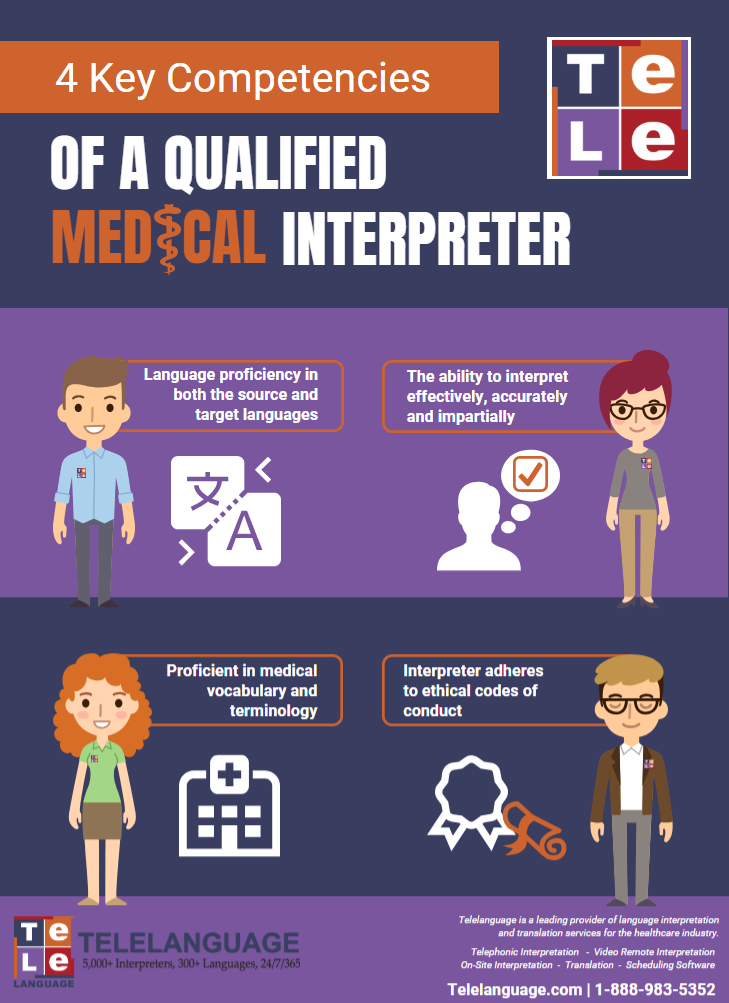 4 Key Competencies
OF A QUALIFIED
MEDICAL INTERPRETER
Te
Le
Language proficiency in
both the source and
target languages
The ability to interpret
effectively, accurately
and impartially
文
A
Proficient in medical
vocabulary and
terminology
Interpreter adheres
to ethical codes of
conduct
Te
Le
LANGUAGE
TELELANGUAGE
5,000+ Interpreters, 300+ Languages, 24/7/365
Telelanguage is a leading provider of language interpretation
and translation services for the healthcare industry.
Telephonic Interpretation - Video Remote Interpretation
On-Site Interpretation - Translation - Scheduling Software
Telelanguage.com | 1-888-983-5352